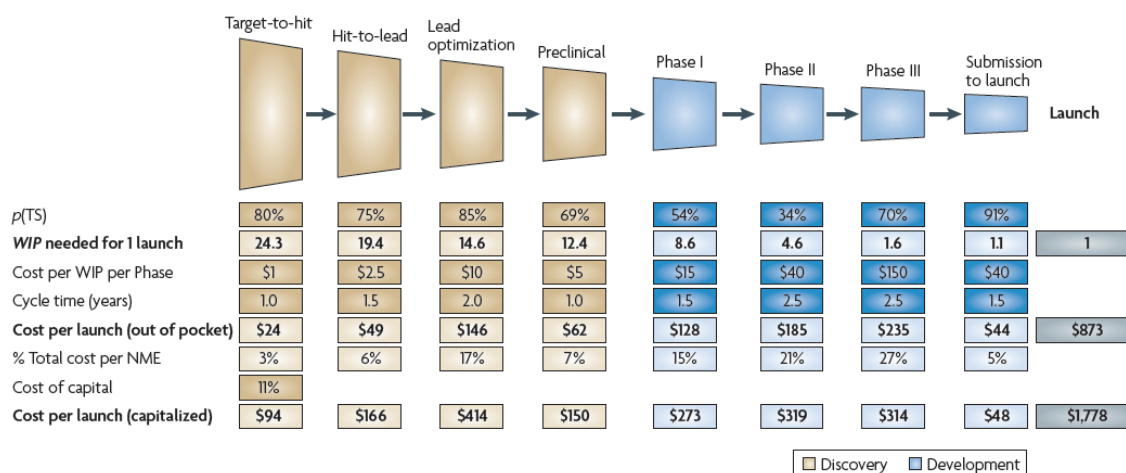 Target-to-hit
Hit-to-lead
Lead
optimization
Preclinical
Phase I
Phase II
Phase III
Submission
to launch
Launch
p(TS) 80% 75% 85% 69% 54% 34% 70% 91%
WIP needed for 1 launch 24.3 19.4 14.6 12.4 8.6 4.6 1.6 1.1 1
Cost per WIP per Phase $1 $2.5 $10 $5 $15 $40 $150 $40
Cycle time (years) 1.0 1.5 2.0 1.0 1.5 2.5 2.5 1.5
Cost per launch (out of pocket) $24 $49 $146 $62 $128 $185 $235 $44 $873
% Total cost per NME 3% 6% 17% 7% 15% 21% 27% 5%
Cost of capital 11%
Cost per launch (capitalized) $94 $166 $414 $150 $273 $319 $314 $48 $1,778
Discovery Development